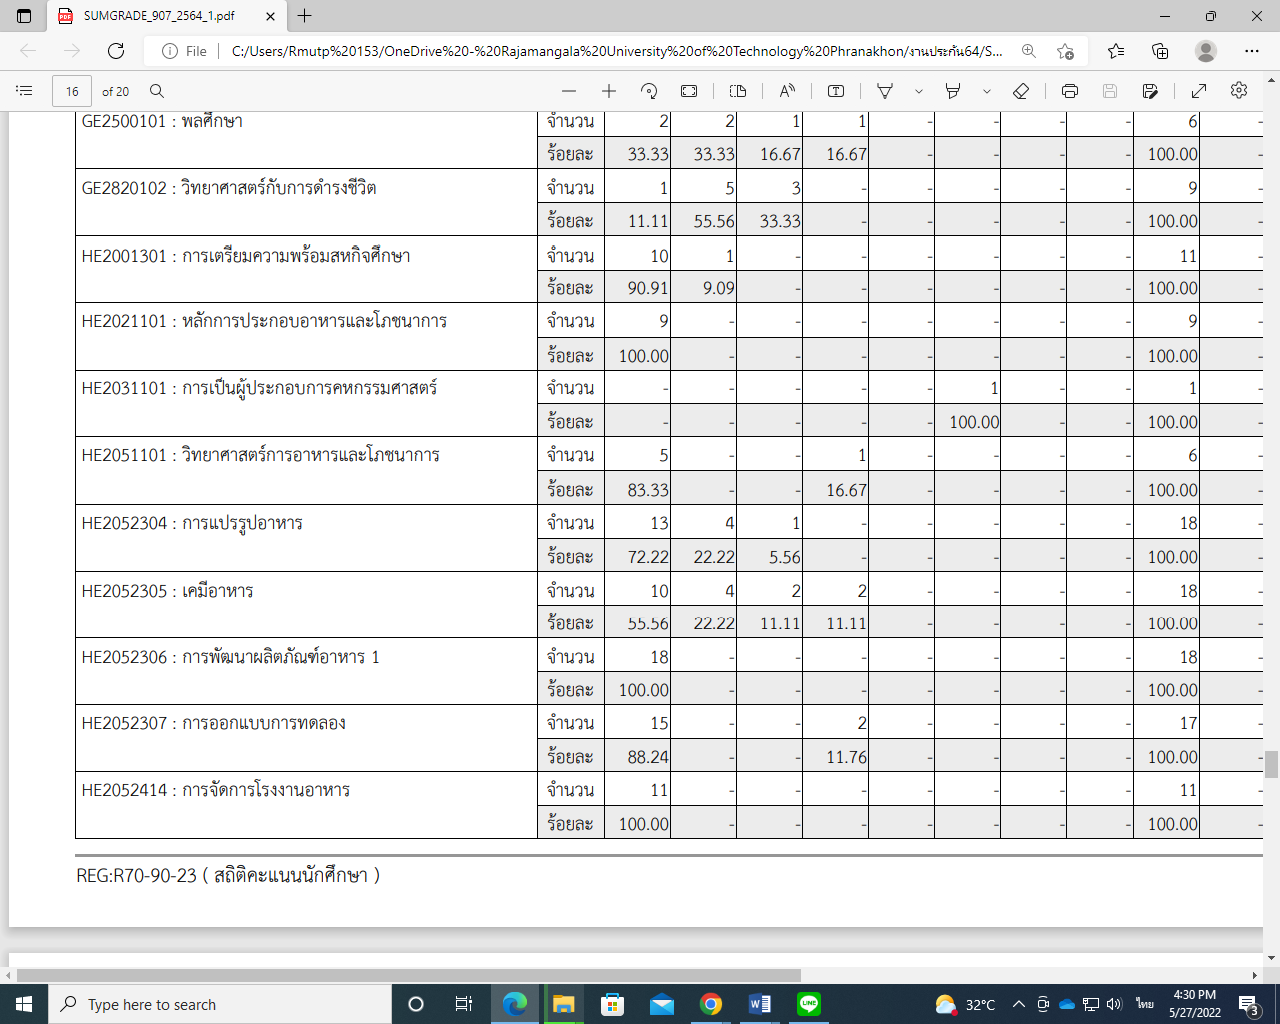 SUMGRADE_907_2564_1.pdf
File C:/Users/Rmutp%20153/OneDrive%20-%20Rajamangala%20University%20of%20Technology%20Phranakhon/งานประกัน64/S...
16 of 20
GE2500101 : พลศึกษา จำนวน 2 2 1 1 - - - - 6 -
ร้อยละ 33.33 33.33 16.67 16.67 - - - - 100.00 -
GE2820102 : วิทยาศาสตร์กับการดำรงชีวิต จำนวน 1 5 3 - - - - - 9 -
ร้อยละ 11.11 55.56 33.33 - - - - - 100.00 -
HE2001301 : การเตรียมความพร้อมสหกิจศึกษา จำนวน 10 1 - - - - - - 11 -
ร้อยละ 90.91 9.09 - - - - - - 100.00 -
HE2021101 : หลักการประกอบอาหารและโภชนาการ จำนวน 9 - - - - - - - 9 -
ร้อยละ 100.00 - - - - - - - 100.00 -
HE2031101 : การเป็นผู้ประกอบการคหกรรมศาสตร์ จำนวน - - - - - 1 - - 1 -
ร้อยละ - - - - - 100.00 - - 100.00 -
HE2051101 : วิทยาศาสตร์การอาหารและโภชนาการ จำนวน 5 - - 1 - - - - 6 -
ร้อยละ 83.33 - - 16.67 - - - - 100.00 -
HE2052304 : การแปรรูปอาหาร จำนวน 13 4 1 - - - - - 18 -
ร้อยละ 72.22 22.22 5.56 - - - - - 100.00 -
HE2052305 : เคมีอาหาร จำนวน 10 4 2 2 - - - - 18 -
ร้อยละ 55.56 22.22 11.11 11.11 - - - - 100.00 -
HE2052306 : การพัฒนาผลิตภัณฑ์อาหาร 1 จำนวน 18 - - - - - - - 18 -
ร้อยละ 100.00 - - - - - - - 100.00 -
HE2052307 : การออกแบบการทดลอง จำนวน 15 - - 2 - - - - 17 -
ร้อยละ 88.24 - - 11.76 - - - - 100.00 -
HE2052414 : การจัดการโรงงานอาหาร จำนวน 11 - - - - - - - 11 -
ร้อยละ 100.00 - - - - - - - 100.00 -
REG:R70-90-23 ( สถิติคะแนนนักศึกษา )
Type here to search 32°C ไทย 4:30 PM
5/27/2022 3